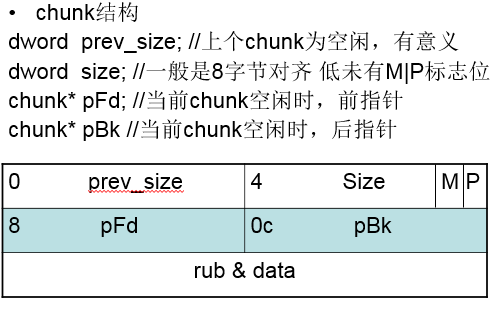 • chunk结构
dword prev_size; //上个chunk为空闲，有意义
dword size; //一般是8字节对齐 低未有M|P标志位
chunk* pFd; //当前chunk空闲时，前指针
chunk* pBk //当前chunk空闲时，后指针
0 prev_size 4 Size M P
8 pFd 0c pBk
rub & data